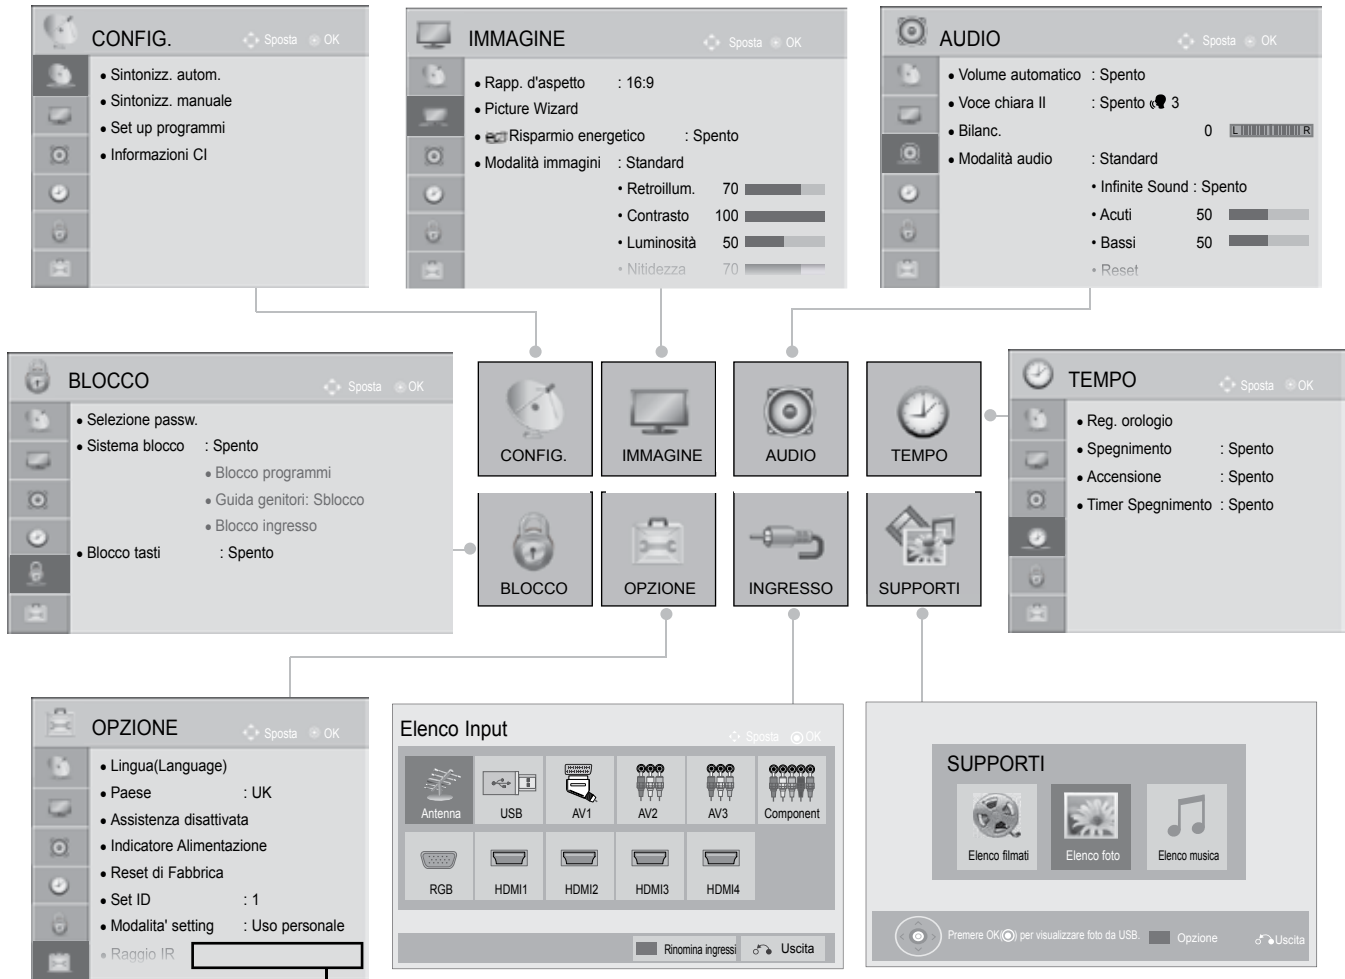 CONFIG.
Sposta OK
• Sintonizz. autom.
• Sintonizz. manuale
• Set up programmi
• Informazioni CI
IMMAGINE
Sposta OK
• Rapp. d'aspetto : 16:9
• Picture Wizard
• Risparmio energetico : Spento
• Modalità immagini : Standard
• Retroillum. 70
• Contrasto 100
• Luminosità 50
• Nitidezza 70
AUDIO
Sposta OK
• Volume automatico : Spento
• Voce chiara II : Spento 3
• Bilanc. 0 L R
• Modalità audio : Standard
• Infinite Sound : Spento
• Acuti 50
• Bassi 50
• Reset
BLOCCO
Sposta OK
• Selezione passw.
• Sistema blocco : Spento
• Blocco programmi
• Guida genitori: Sblocco
• Blocco ingresso
• Blocco tasti : Spento
CONFIG.
IMMAGINE
AUDIO
TEMPO
BLOCCO
OPZIONE
INGRESSO
SUPPORTI
TEMPO
Sposta OK
• Reg. orologio
• Spegnimento : Spento
• Accensione : Spento
• Timer Spegnimento : Spento
OPZIONE
Sposta OK
• Lingua(Language)
• Paese : UK
• Assistenza disattivata
• Indicatore Alimentazione
• Reset di Fabbrica
• Set ID : 1
• Modalita' setting : Uso personale
• Raggio IR
Elenco Input
Sposta OK
Antenna USB AV1 AV2 AV3 Component
RGB HDMI1 HDMI2 HDMI3 HDMI4
Rinomina ingressi Uscita
SUPPORTI
Elenco filmati Elenco foto Elenco musica
Premere OK(◉) per visualizzare foto da USB. Opzione Uscita